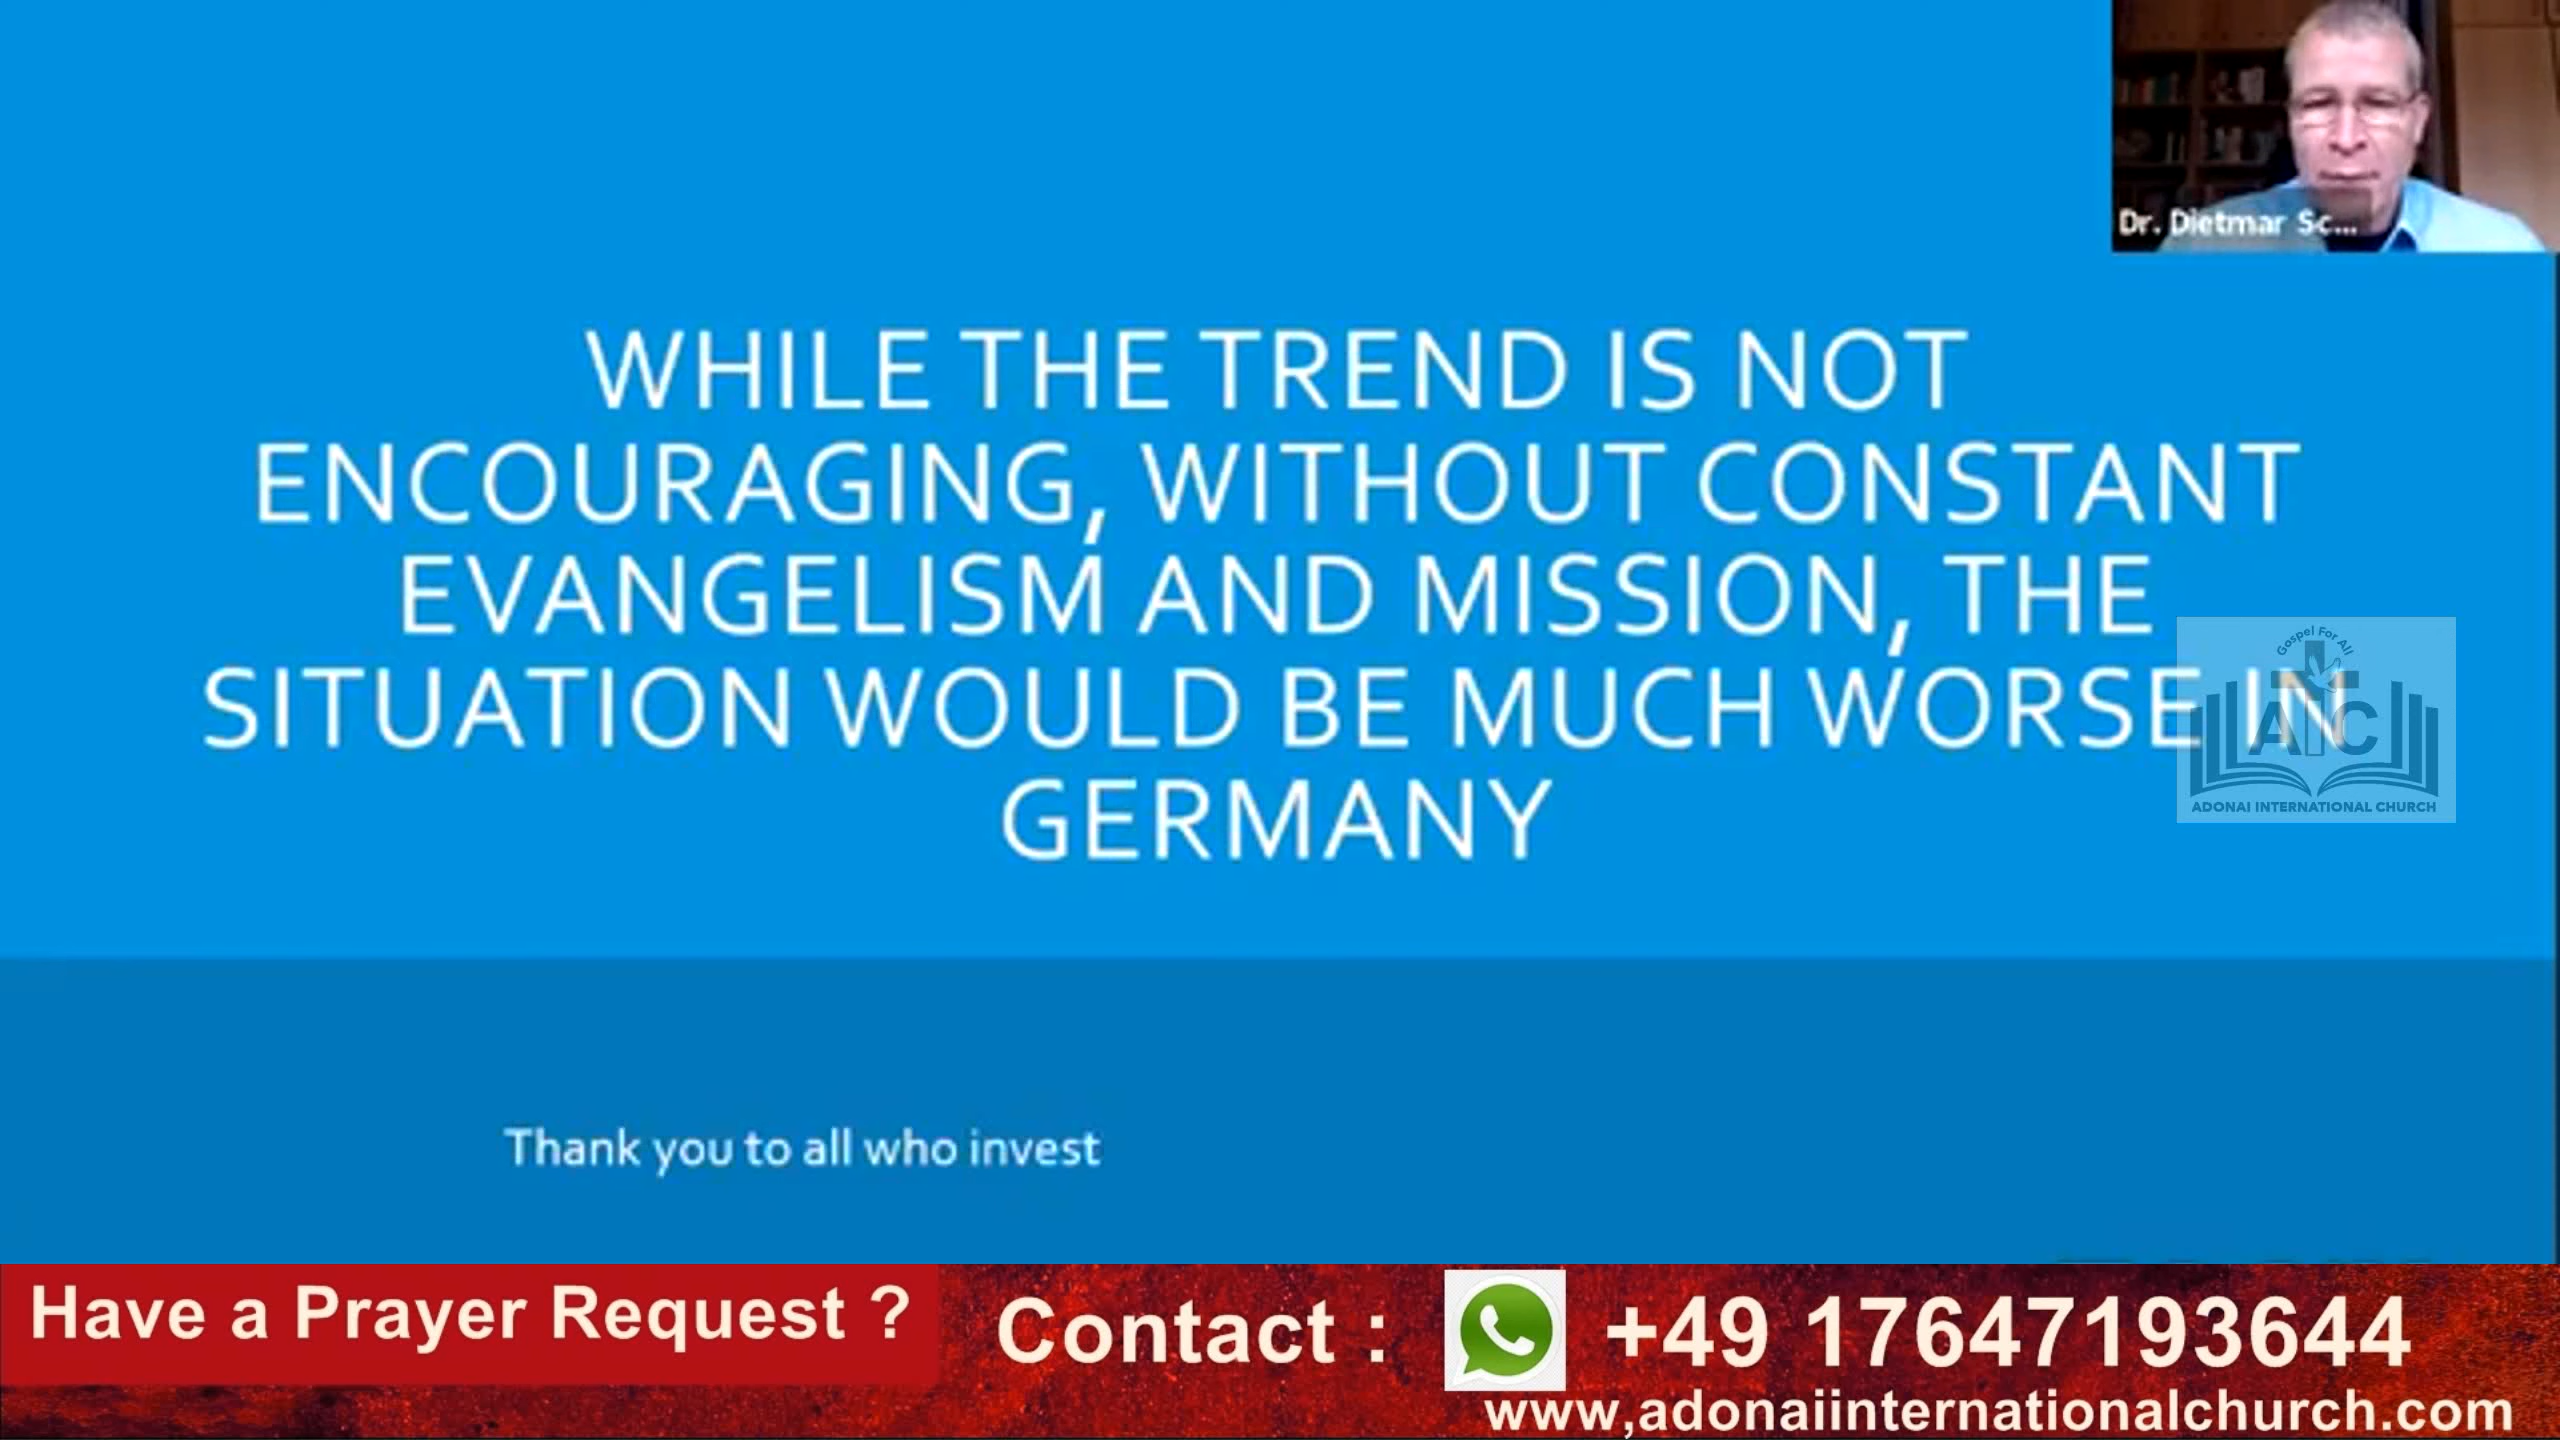 Dr. Dietmar Sc...
WHILE THE TREND IS NOT
ENCOURAGING, WITHOUT CONSTANT
EVANGELISM AND MISSION, THE
SITUATION WOULD BE MUCH WORSE IN
GERMANY
Gospel For All
AIC
ADONAI INTERNATIONAL CHURCH
Thank you to all who invest
Have a Prayer Request ?
Contact :
+49 17647193644
www,adonaiinternationalchurch.com